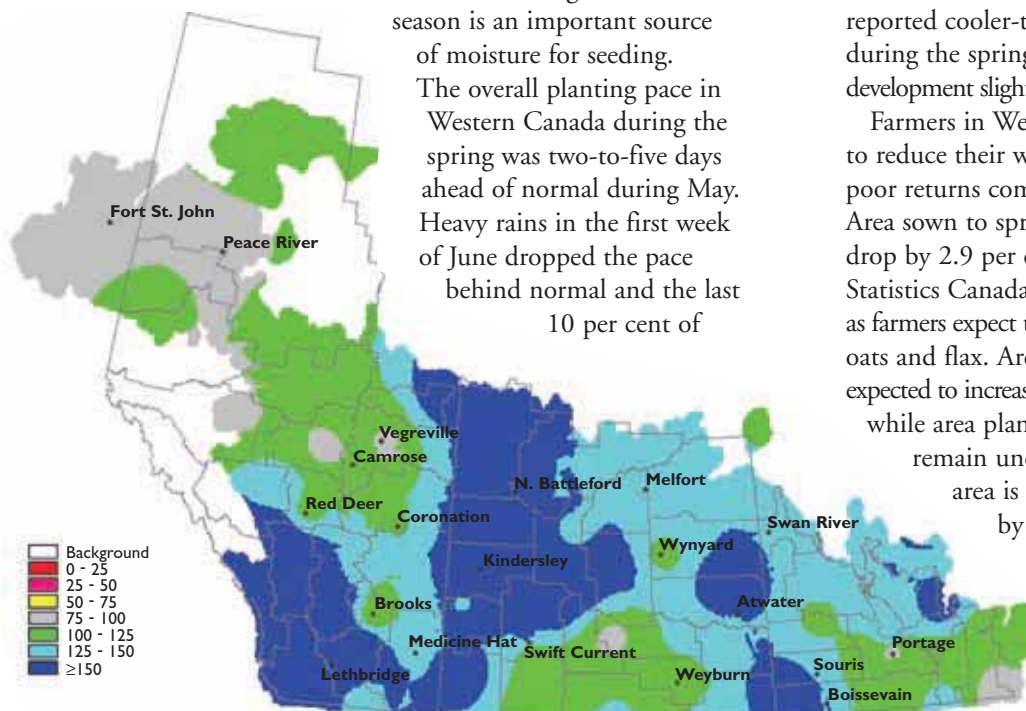 season is an important source
of moisture for seeding.
The overall planting pace in
Western Canada during the
spring was two-to-five days
ahead of normal during May.
Heavy rains in the first week
of June dropped the pace
behind normal and the last
10 per cent of
reported cooler-t
during the spring
development slight
Farmers in We
to reduce their w
poor returns com
Area sown to spr
drop by 2.9 per c
Statistics Canada
as farmers expect t
oats and flax. Ar
expected to increas
while area plan
remain un
area is
by
Fort St. John
Peace River
Vegreville
Camrose
Red Deer
Coronation
N. Battleford
Melfort
Swan River
Kindersley
Wynyard
Brooks
Atwater
Medicine Hat
Swift Current
Portage
Lethbridge
Weyburn
Souris
Boissevain
Background
0 - 25
25 - 50
50 - 75
75 - 100
100 - 125
125 - 150
≥150